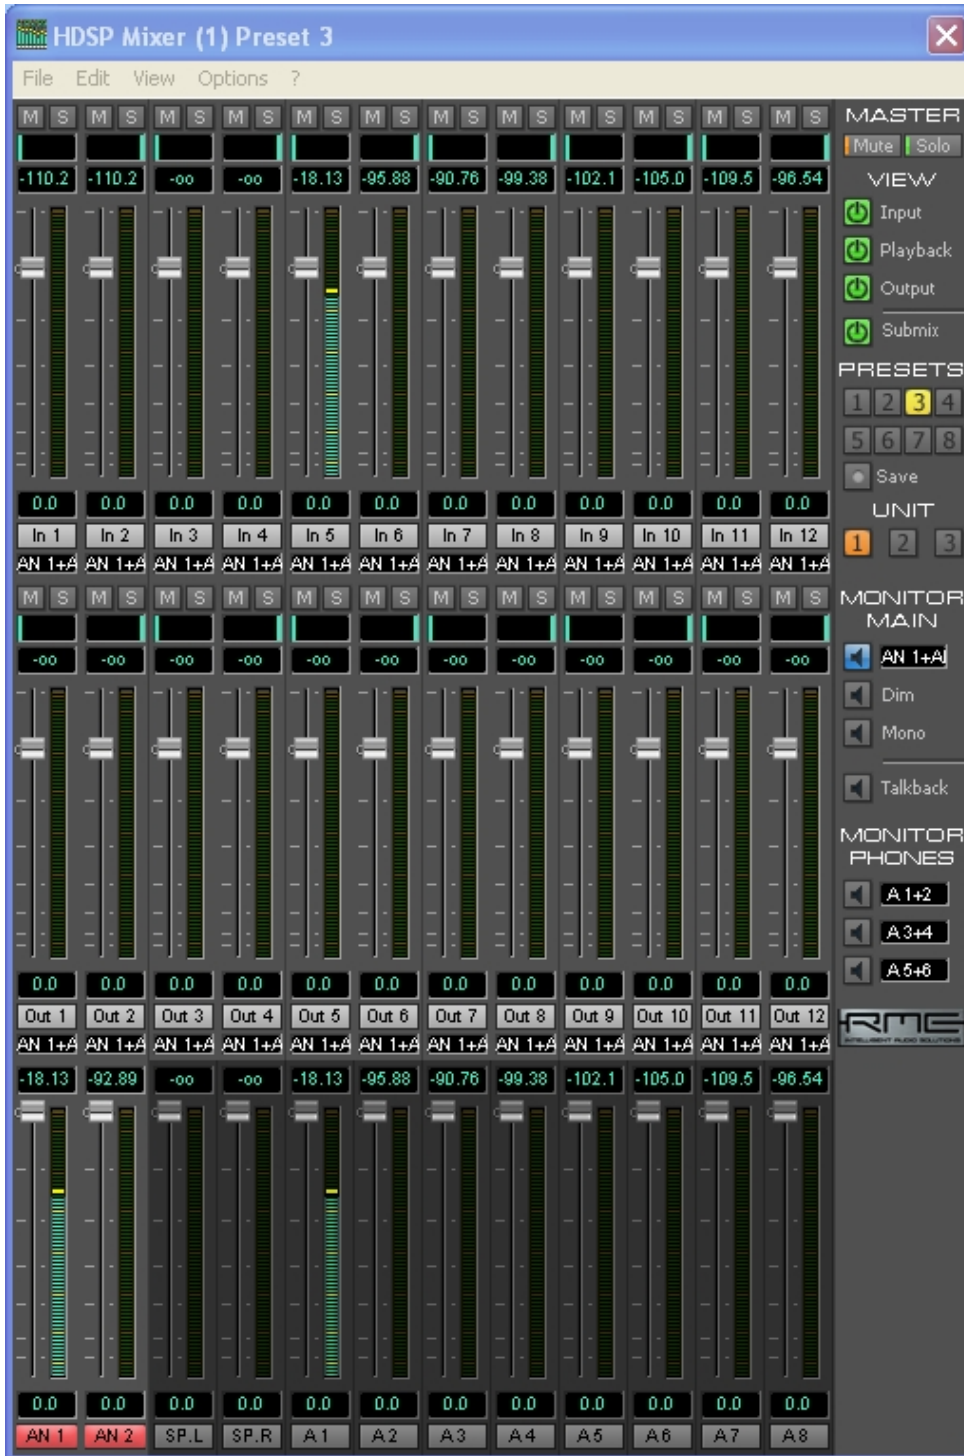 HDSP Mixer (1) Preset 3
File Edit View Options ?
M S M S M S M S M S M S M S M S M S M S M S M S
-110.2 -110.2 -oo -oo -18.13 -95.88 -90.76 -99.38 -102.1 -105.0 -109.5 -96.54
0.0 0.0 0.0 0.0 0.0 0.0 0.0 0.0 0.0 0.0 0.0 0.0
In 1 In 2 In 3 In 4 In 5 In 6 In 7 In 8 In 9 In 10 In 11 In 12
AN 1+A AN 1+A AN 1+A AN 1+A AN 1+A AN 1+A AN 1+A AN 1+A AN 1+A AN 1+A AN 1+A AN 1+A
M S M S M S M S M S M S M S M S M S M S M S M S
-oo -oo -oo -oo -oo -oo -oo -oo -oo -oo -oo -oo
0.0 0.0 0.0 0.0 0.0 0.0 0.0 0.0 0.0 0.0 0.0 0.0
Out 1 Out 2 Out 3 Out 4 Out 5 Out 6 Out 7 Out 8 Out 9 Out 10 Out 11 Out 12
AN 1+A AN 1+A AN 1+A AN 1+A AN 1+A AN 1+A AN 1+A AN 1+A AN 1+A AN 1+A AN 1+A AN 1+A
-18.13 -92.89 -oo -oo -18.13 -95.88 -90.76 -99.38 -102.1 -105.0 -109.5 -96.54
0.0 0.0 0.0 0.0 0.0 0.0 0.0 0.0 0.0 0.0 0.0 0.0
AN 1 AN 2 SP.L SP.R A 1 A 2 A 3 A 4 A 5 A 6 A 7 A 8
MASTER
Mute Solo
VIEW
Input
Playback
Output
Submix
PRESETS
1 2 3 4
5 6 7 8
Save
UNIT
1 2 3
MONITOR
MAIN
AN 1+A
Dim
Mono
Talkback
MONITOR
PHONES
A 1+2
A 3+4
A 5+6
RME
INTELLIGENT AUDIO SOLUTIONS